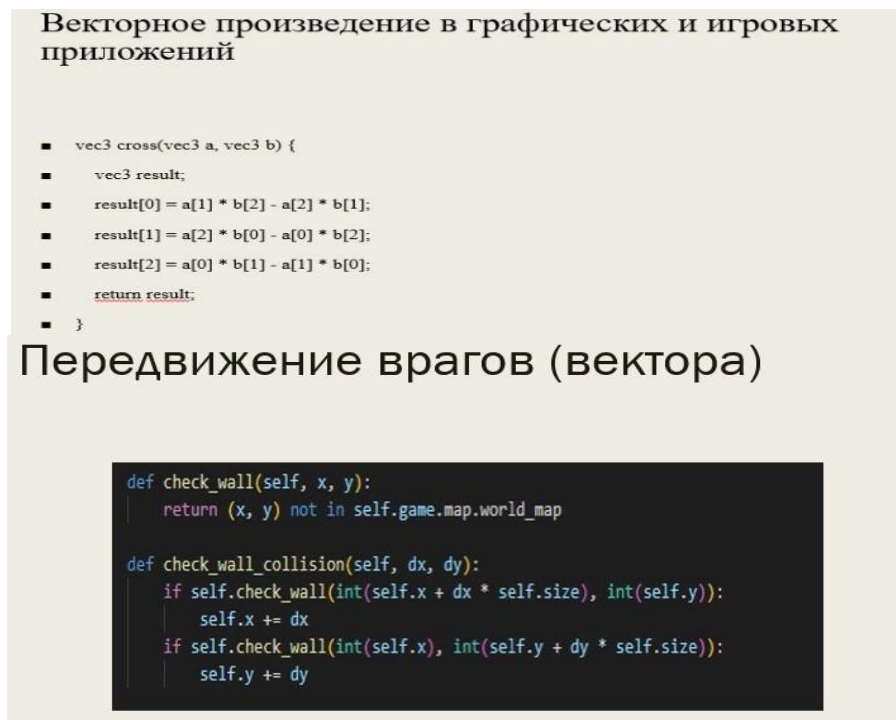 Векторное произведение в графических и игровых
приложений
▪ vec3 cross(vec3 a, vec3 b) {
▪ vec3 result;
▪ result[0] = a[1] * b[2] - a[2] * b[1];
▪ result[1] = a[2] * b[0] - a[0] * b[2];
▪ result[2] = a[0] * b[1] - a[1] * b[0];
▪ return result;
▪ }
Передвижение врагов (вектора)
def check_wall(self, x, y):
    return (x, y) not in self.game.map.world_map
def check_wall_collision(self, dx, dy):
    if self.check_wall(int(self.x + dx * self.size), int(self.y)):
        self.x += dx
    if self.check_wall(int(self.x), int(self.y + dy * self.size)):
        self.y += dy